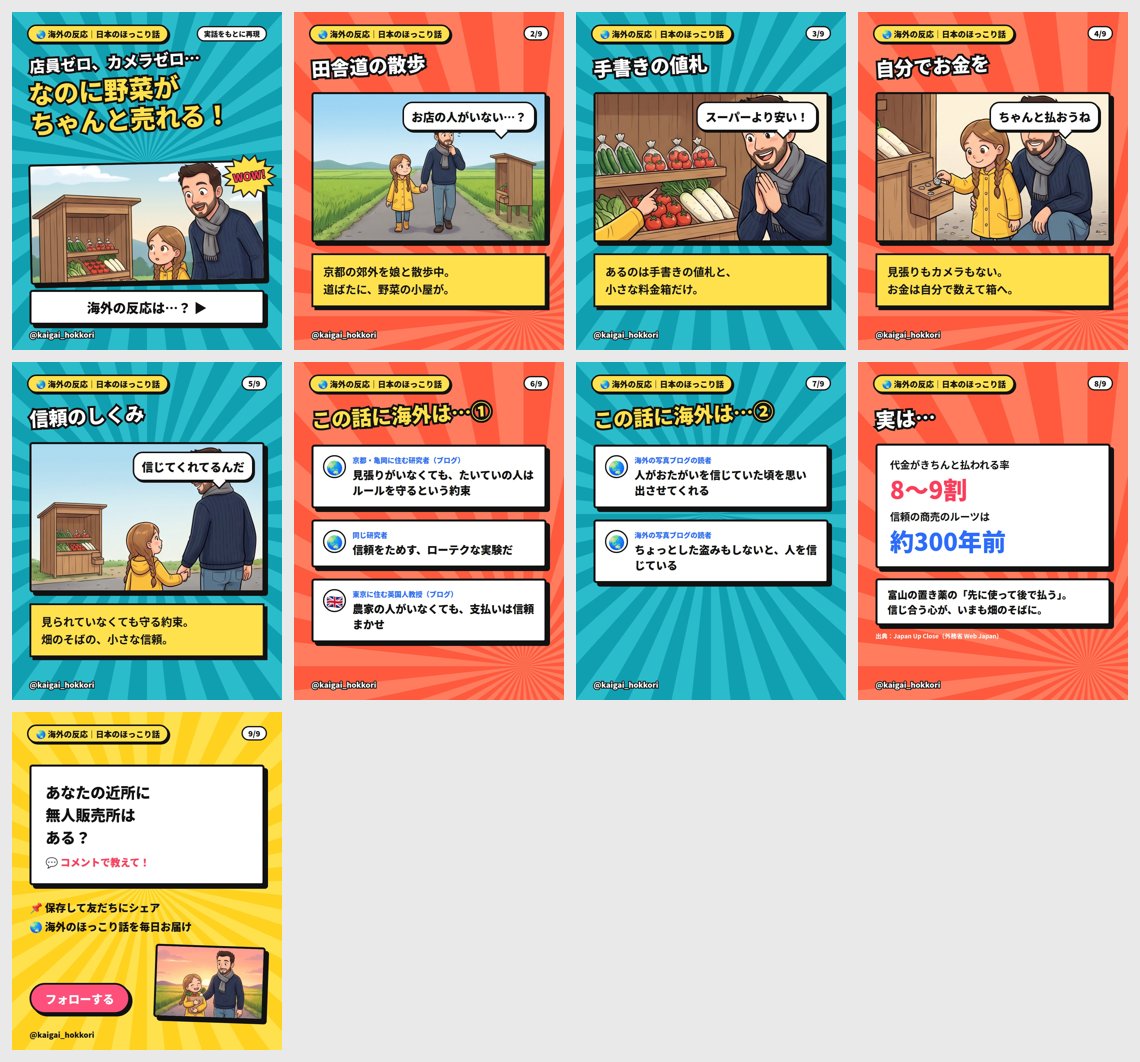 🌏 海外の反応｜日本のほっこり話
実話をもとに再現
店員ゼロ、カメラゼロ…
なのに野菜が
ちゃんと売れる！
WOW!
海外の反応は…？ ▶
@kaigai_hokkori
🌏 海外の反応｜日本のほっこり話
2/9
田舎道の散歩
お店の人がいない…？
京都の郊外を娘と散歩中。
道ばたに、野菜の小屋が。
@kaigai_hokkori
🌏 海外の反応｜日本のほっこり話
3/9
手書きの値札
スーパーより安い！
あるのは手書きの値札と、
小さな料金箱だけ。
@kaigai_hokkori
🌏 海外の反応｜日本のほっこり話
4/9
自分でお金を
ちゃんと払おうね
見張りもカメラもない。
お金は自分で数えて箱へ。
@kaigai_hokkori
🌏 海外の反応｜日本のほっこり話
5/9
信頼のしくみ
信じてくれてるんだ
見られていなくても守る約束。
畑のそばの、小さな信頼。
@kaigai_hokkori
🌏 海外の反応｜日本のほっこり話
6/9
この話に海外は…①
京都・亀岡に住む研究者（ブログ）
見張りがいなくても、たいていの人は
ルールを守るという約束
同じ研究者
信頼をためす、ローテクな実験だ
東京に住む英国人教授（ブログ）
農家の人がいなくても、支払いは信頼
まかせ
@kaigai_hokkori
🌏 海外の反応｜日本のほっこり話
7/9
この話に海外は…②
海外の写真ブログの読者
人がおたがいを信じていた頃を思い
出させてくれる
海外の写真ブログの読者
ちょっとした盗みもしないと、人を信
じている
@kaigai_hokkori
🌏 海外の反応｜日本のほっこり話
8/9
実は…
代金がきちんと払われる率
8〜9割
信頼の商売のルーツは
約300年前
富山の置き薬の「先に使って後で払う」。
信じ合う心が、いまも畑のそばに。
出典：Japan Up Close（外務省 Web Japan）
@kaigai_hokkori
🌏 海外の反応｜日本のほっこり話
9/9
あなたの近所に
無人販売所は
ある？
💬 コメントで教えて！
📌 保存して友だちにシェア
🌏 海外のほっこり話を毎日お届け
フォローする
@kaigai_hokkori